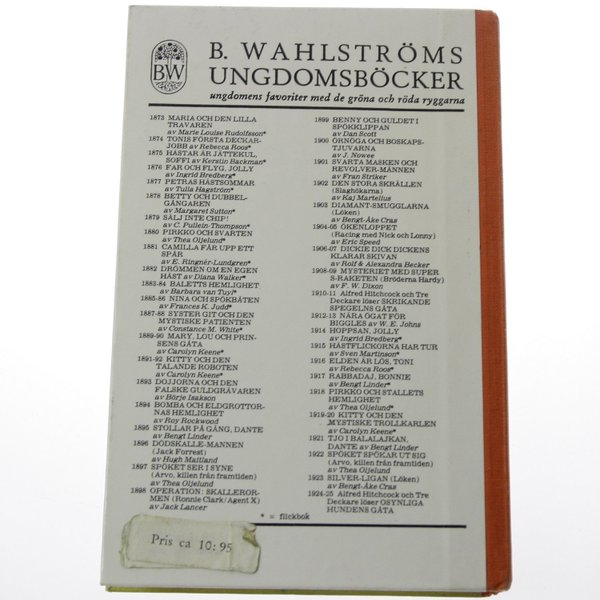 BW
B. WAHLSTRÖMS
UNGDOMSBÖCKER
ungdomens favoriter med de gröna och röda ryggarna
1873 MARIA OCH DEN LILLA
TRAVAREN
av Marie Louise Rudolfsson*
1874 TONIS FÖRSTA DECKAR-
JOBB av Rebecca Roos*
1875 HÄSTAR ÄR JÄTTEKUL,
SOFFI av Kerstin Backman*
1876 FAR OCH FLYG, JOLLY
av Ingrid Bredberg*
1877 PETRAS HÄSTSOMMAR
av Tulla Hagström*
1878 BETTY OCH DUBBEL-
GÅNGAREN
av Margaret Sutton*
1879 SÄLJ INTE CHIP!
av C. Pullein-Thompson*
1880 PIRKKO OCH SVARTEN
av Thea Oljelund*
1881 CAMILLA FÅR UPP ETT
SPÅR
av E. Ringnér-Lundgren*
1882 DRÖMMEN OM EN EGEN
HÄST av Diana Walker*
1883-84 BALETTS HEMLIGHET
av Barbara van Tuyl*
1885-86 NINA OCH SPÖKBÅTEN
av Frances K. Judd*
1887-88 SYSTER GIT OCH DEN
MYSTISKE PATIENTEN
av Constance M. White*
1889-90 MARY, LOU OCH PRIN-
SENS GÅTA
av Carolyn Keene*
1891-92 KITTY OCH DEN
TALANDE ROBOTEN
av Carolyn Keene*
1893 DOJJORNA OCH DEN
FALSKE GULDGRÄVAREN
av Börje Isakson
1894 BOMBA OCH ELDGROTTOR-
NAS HEMLIGHET
av Roy Rockwood
1895 STOLLAR PÅ GÅNG, DANTE
av Bengt Linder
1896 DÖDSKALLE-MANNEN
(Jack Forrest)
av Hugh Maitland
1897 SPÖKET SER I SYNE
(Arvo, killen från framtiden)
av Thea Oljelund
1898 OPERATION: SKALLEROR-
MEN (Ronnie Clark/Agent X)
av Jack Lancer
1899 BENNY OCH GULDET I
SPÖKKLIPPAN
av Dan Scott
1900 ÖRNÖGA OCH BOSKAPS-
TJUVARNA
av J. Nowee
1901 SVARTA MASKEN OCH
REVOLVER-MÄNNEN
av Fran Striker
1902 DEN STORA SKRÄLLEN
(Slaghökarna)
av Kaj Martelius
1903 DIAMANT-SMUGGLARNA
(Löken)
av Bengt-Åke Cras
1904-05 ÖKENLOPPET
(Racing med Nick och Lonny)
av Eric Speed
1906-07 DICKIE DICK DICKENS
KLARAR SKIVAN
av Rolf & Alexandra Becker
1908-09 MYSTERIET MED SUPER
S-RAKETEN (Bröderna Hardy)
av F. W. Dixon
1910-11 Alfred Hitchcock och Tre
Deckare löser SKRIKANDE
SPEGELNS GÅTA
1912-13 NÄRA ÖGAT FÖR
BIGGLES av W. E. Johns
1914 HOPPSAN, JOLLY
av Ingrid Bredberg*
1915 HÄSTFLICKORNA HAR TUR
av Sven Martinson*
1916 ELDEN ÄR LÖS, TONI
av Rebecca Roos*
1917 RABBADAJ, BONNIE
av Bengt Linder*
1918 PIRKKO OCH STALLETS
HEMLIGHET
av Thea Oljelund*
1919-20 KITTY OCH DEN
MYSTISKE TROLLKARLEN
av Carolyn Keene*
1921 TJO I BALALAJKAN,
DANTE av Bengt Linder
1922 SPÖKET SPÖKAR UT SIG
(Arvo, killen från framtiden)
av Thea Oljelund
1923 SILVER-LIGAN (Löken)
av Bengt-Åke Cras
1924-25 Alfred Hitchcock och Tre
Deckare löser OSYNLIGA
HUNDENS GÅTA
* = flickbok
Pris ca 10:95